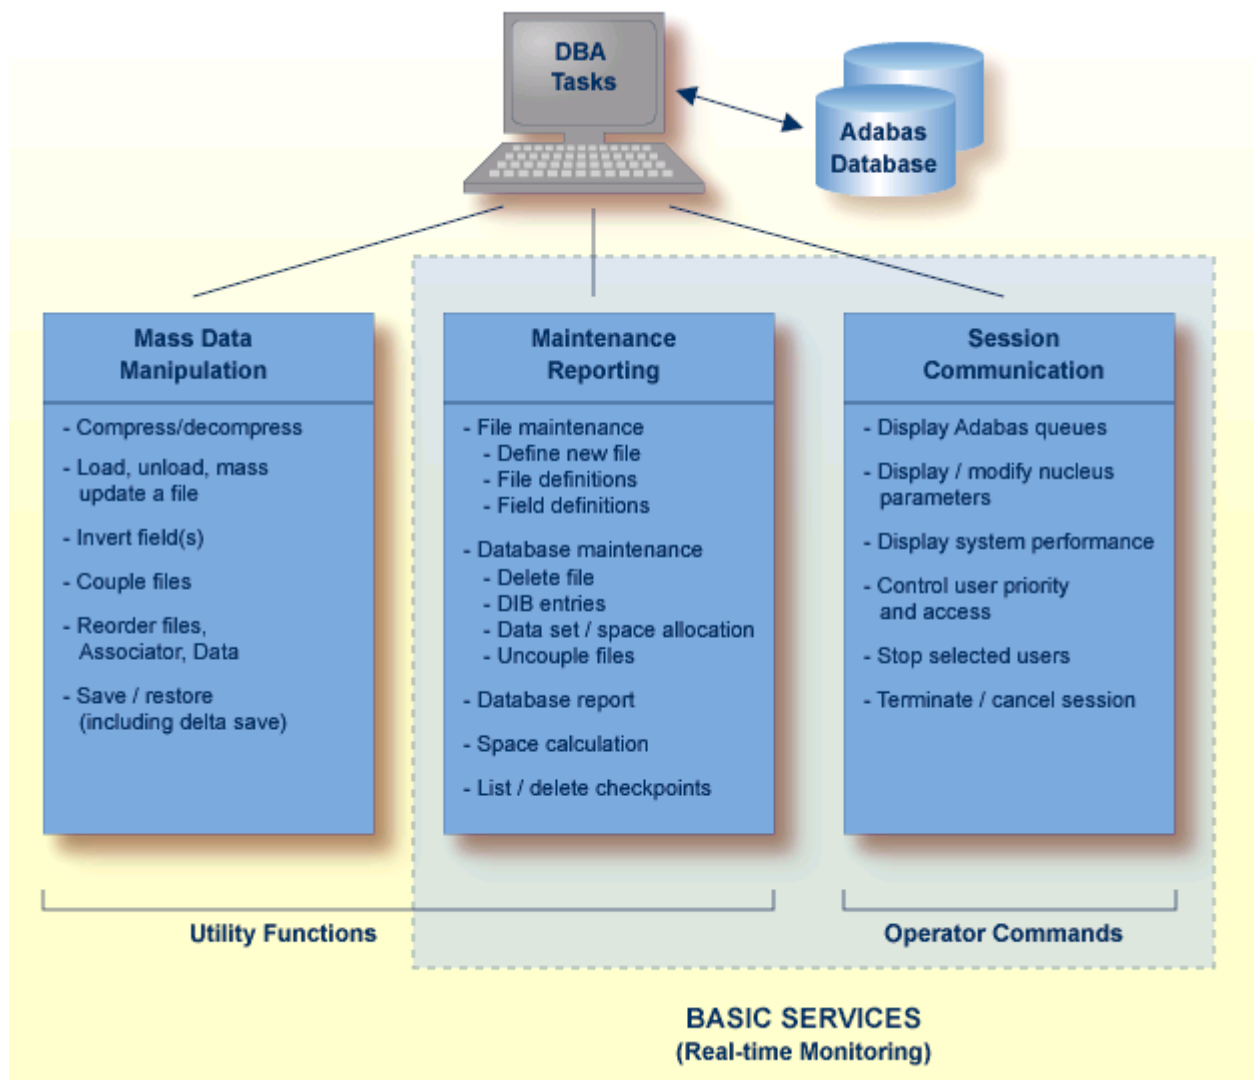 DBA
Tasks
Adabas
Database
Mass Data
Manipulation
- Compress/decompress
- Load, unload, mass
update a file
- Invert field(s)
- Couple files
- Reorder files,
Associator, Data
- Save / restore
(including delta save)
Maintenance
Reporting
- File maintenance
- Define new file
- File definitions
- Field definitions
- Database maintenance
- Delete file
- DIB entries
- Data set / space allocation
- Uncouple files
- Database report
- Space calculation
- List / delete checkpoints
Session
Communication
- Display Adabas queues
- Display / modify nucleus
parameters
- Display system performance
- Control user priority
and access
- Stop selected users
- Terminate / cancel session
Utility Functions
Operator Commands
BASIC SERVICES
(Real-time Monitoring)